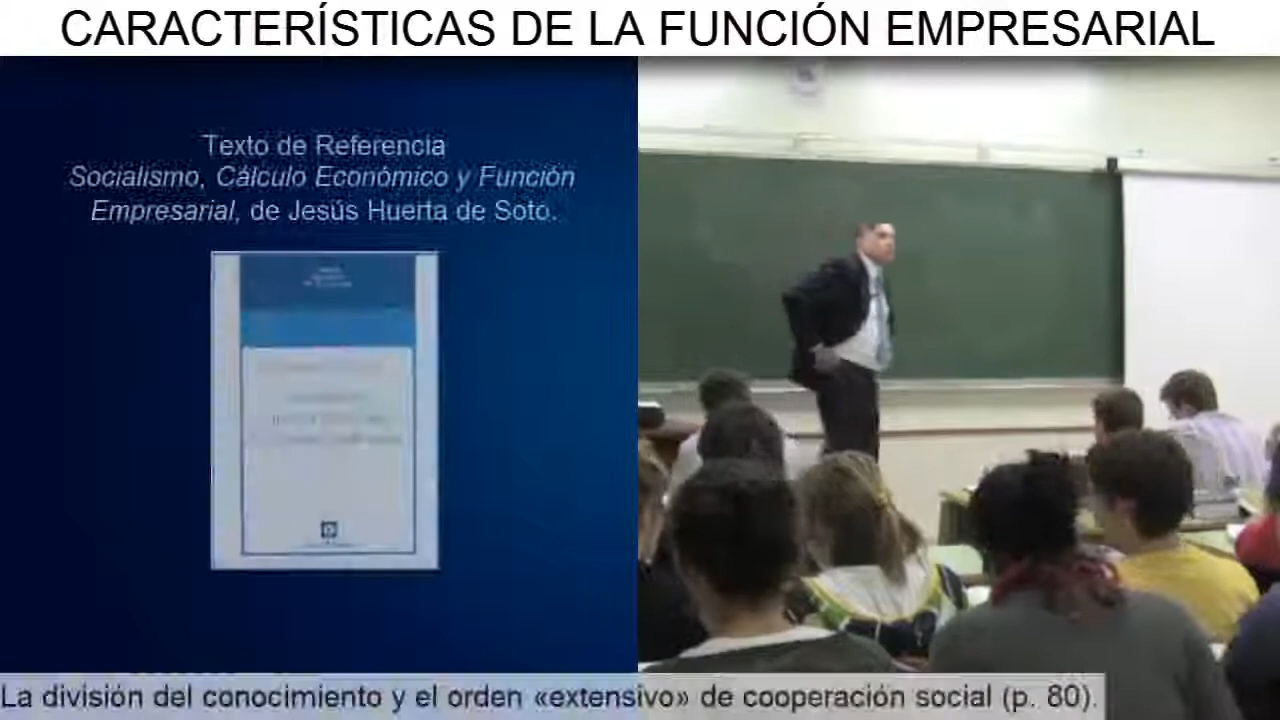 CARACTERÍSTICAS DE LA FUNCIÓN EMPRESARIAL
Texto de Referencia
Socialismo, Cálculo Económico y Función
Empresarial, de Jesús Huerta de Soto.
La división del conocimiento y el orden «extensivo» de cooperación social (p. 80).